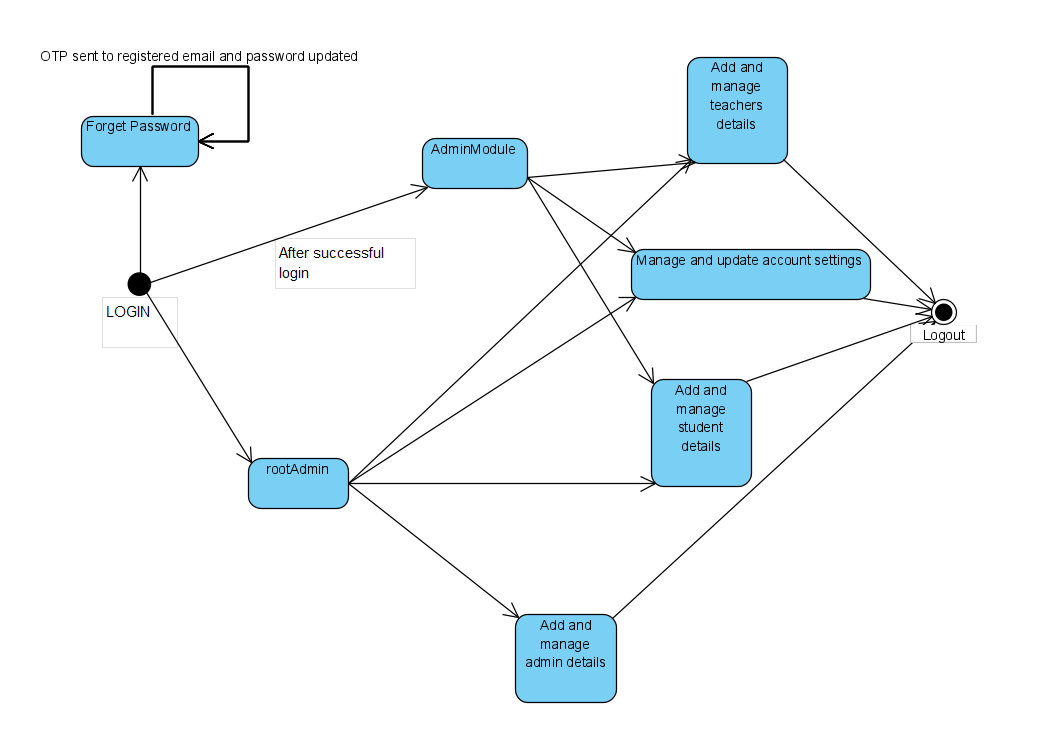 OTP sent to registered email and password updated
Forget Password
AdminModule
Add and
manage
teachers
details
After successful
login
Manage and update account settings
LOGIN
Logout
Add and
manage
student
details
rootAdmin
Add and
manage
admin details